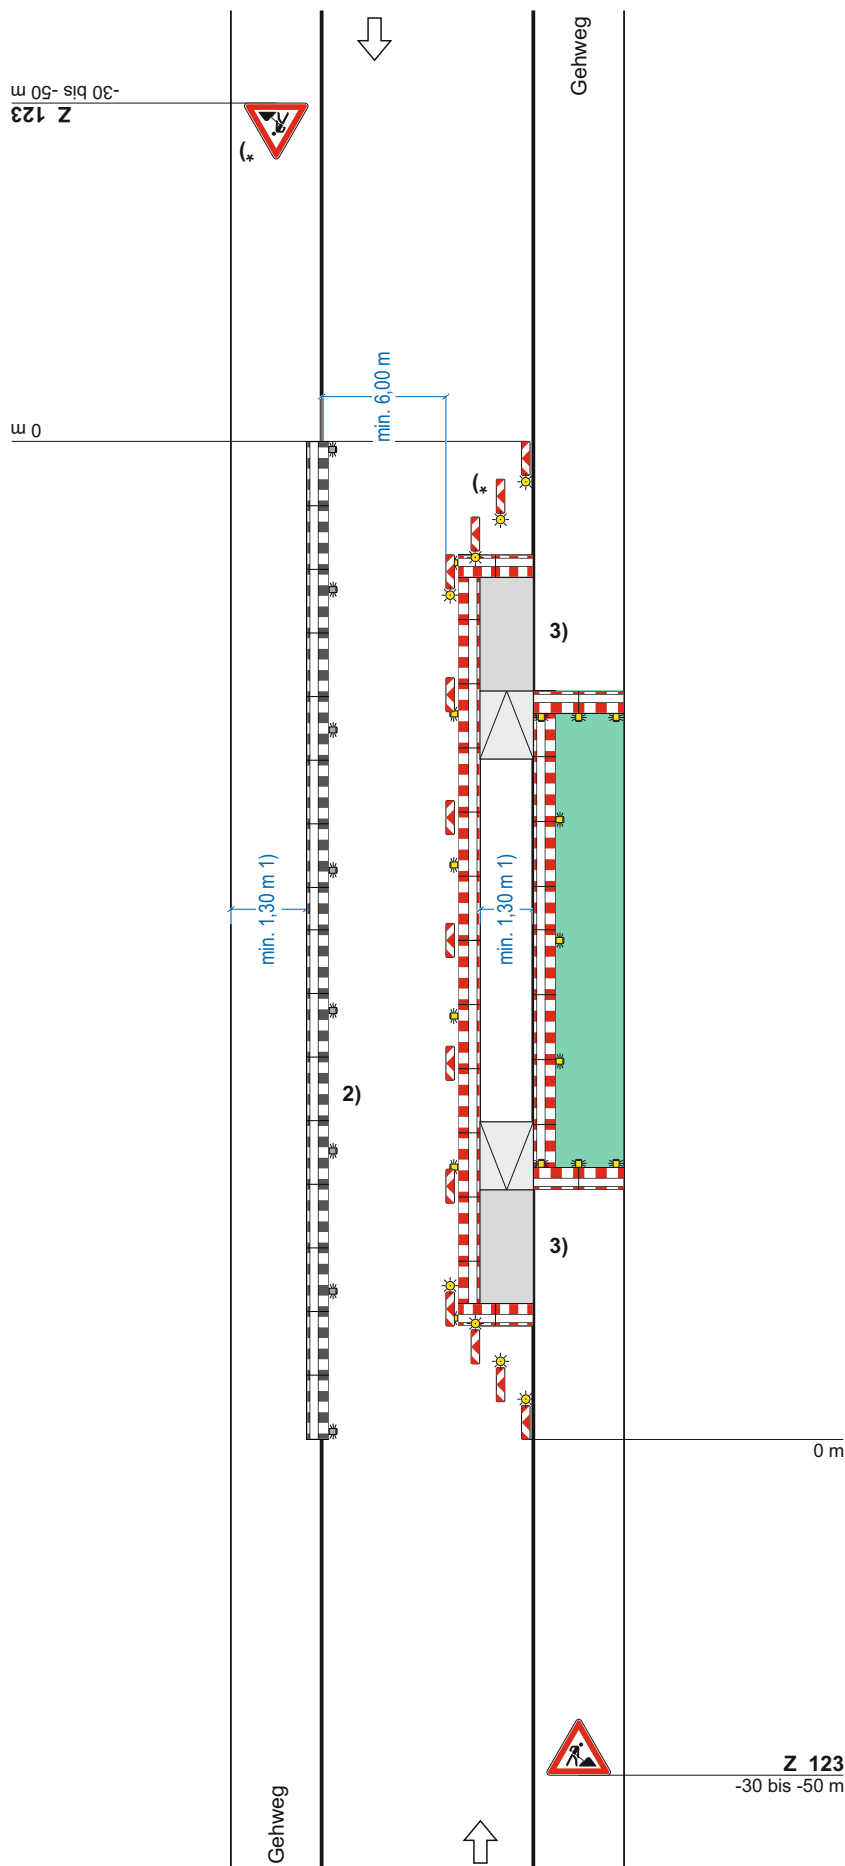 Gehweg
-30 bis -50 m
Z 123
*)
min. 6,00 m
0 m
*)
3)
min. 1,30 m 1)
min. 1,30 m 1)
2)
3)
0 m
Z 123
-30 bis -50 m
Gehweg